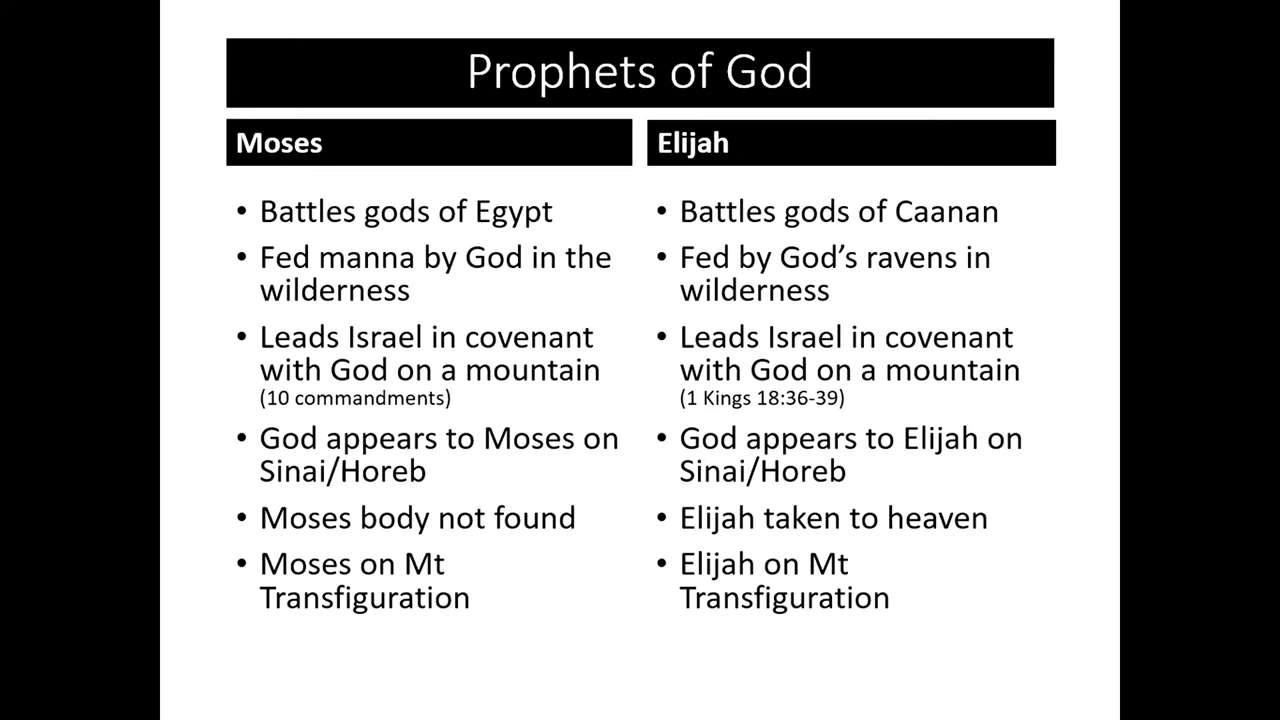 Prophets of God
Moses
• Battles gods of Egypt
• Fed manna by God in the
wilderness
• Leads Israel in covenant
with God on a mountain
(10 commandments)
• God appears to Moses on
Sinai/Horeb
• Moses body not found
• Moses on Mt
Transfiguration
Elijah
• Battles gods of Caanan
• Fed by God’s ravens in
wilderness
• Leads Israel in covenant
with God on a mountain
(1 Kings 18:36-39)
• God appears to Elijah on
Sinai/Horeb
• Elijah taken to heaven
• Elijah on Mt
Transfiguration